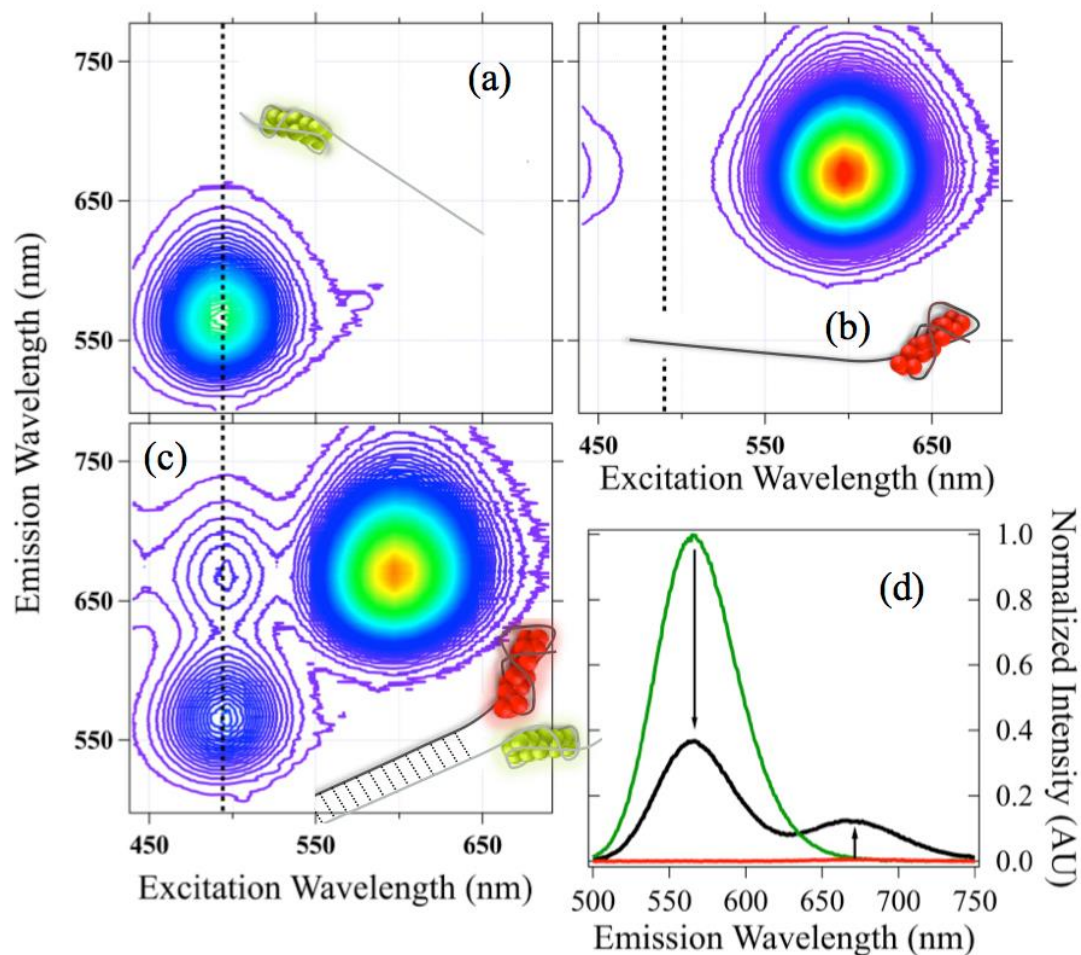 (a)
750
650
550
Emission Wavelength (nm)
(b)
450 550 650
Excitation Wavelength (nm)
(c)
750
650
550
450 550 650
Excitation Wavelength (nm)
(d)
1.0
0.8
0.6
0.4
0.2
0.0
Normalized Intensity (AU)
500 550 600 650 700 750
Emission Wavelength (nm)